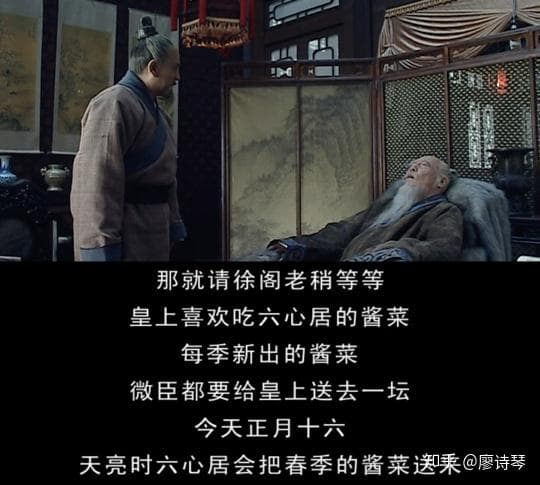 那就请徐阁老稍等等
皇上喜欢吃六心居的酱菜
每季新出的酱菜
微臣都要给皇上送去一坛
今天正月十六
天亮时六心居会把春季的酱菜送来
知乎 @廖诗琴